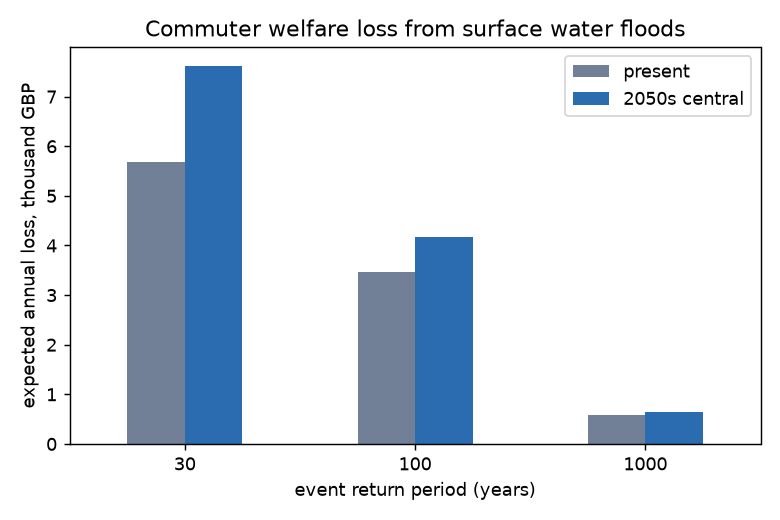 Commuter welfare loss from surface water floods
present
2050s central
expected annual loss, thousand GBP
7
6
5
4
3
2
1
0
30
100
1000
event return period (years)